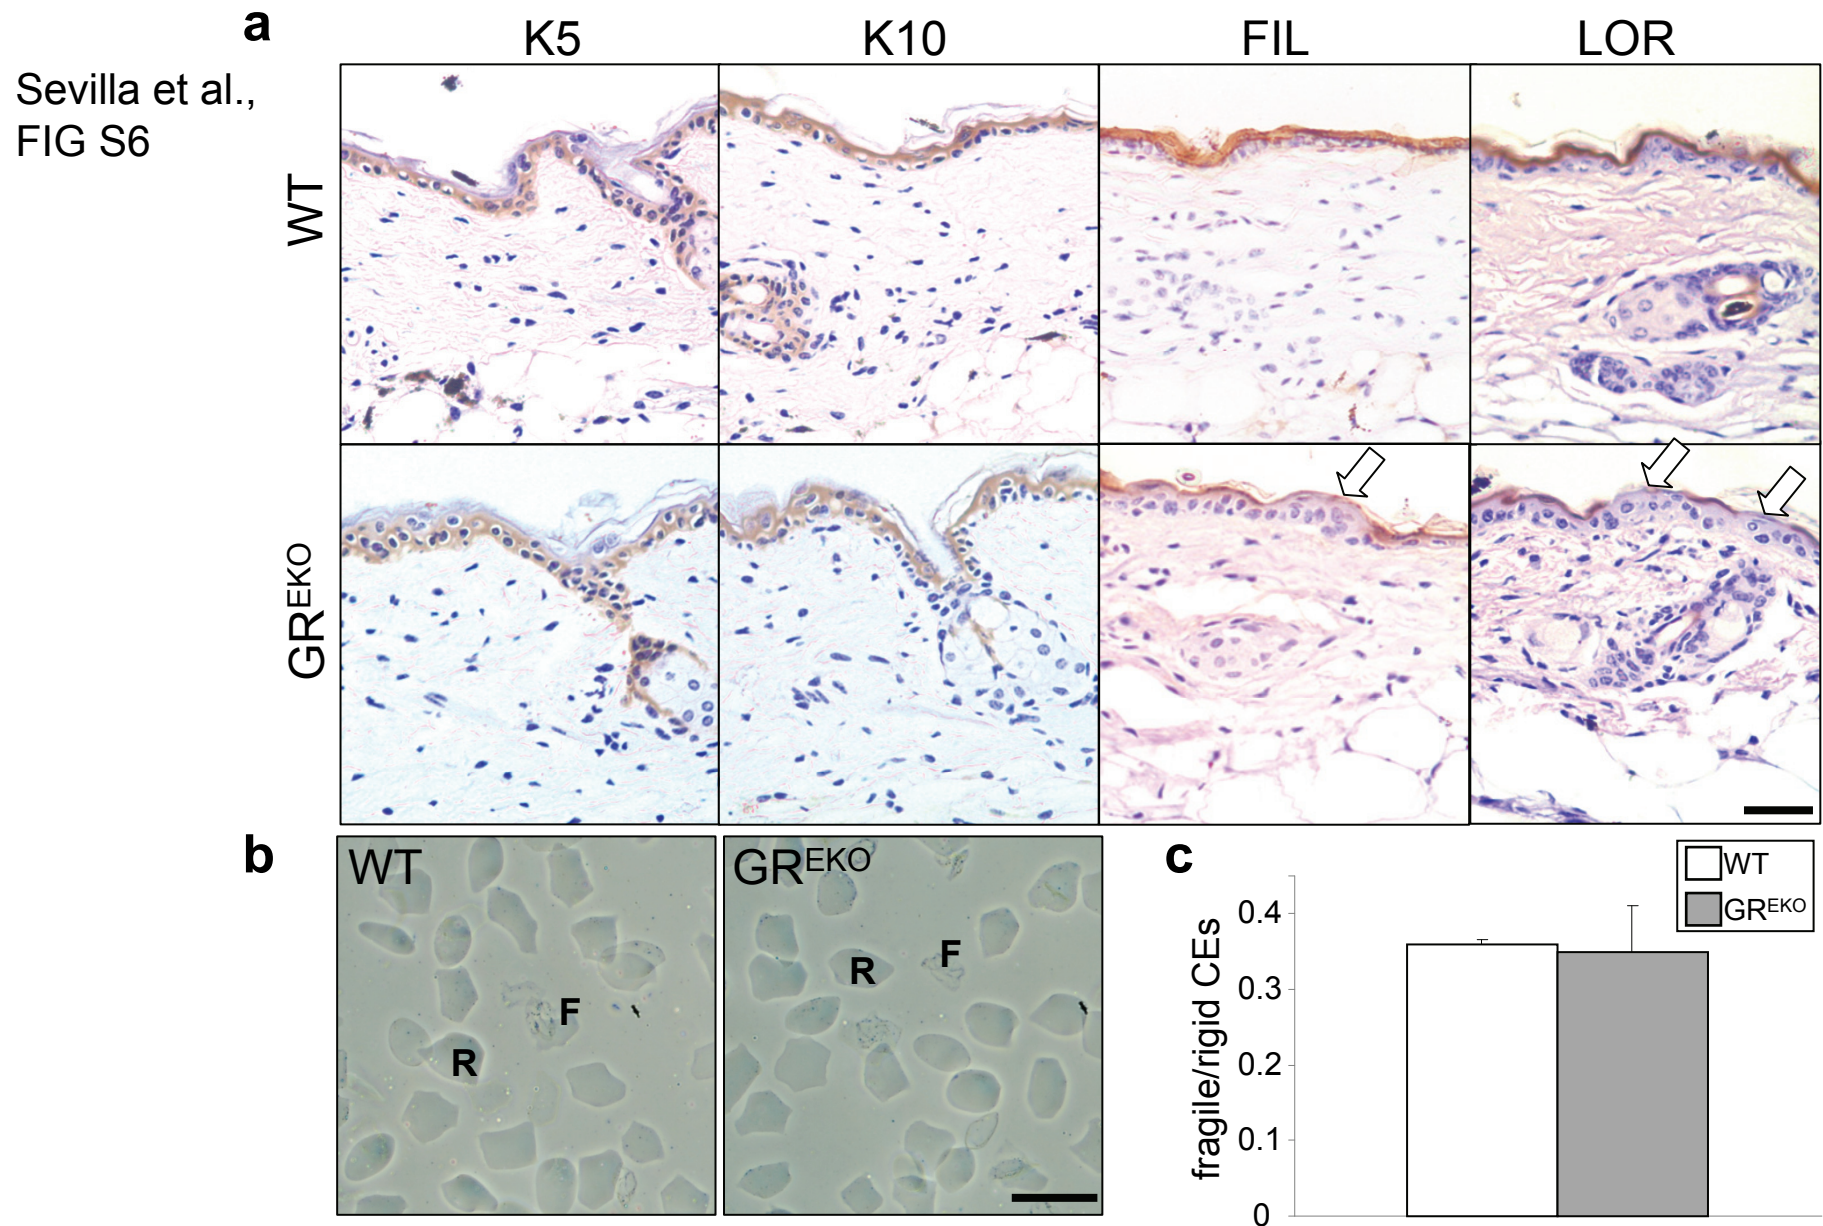 a
K5 K10 FIL LOR
Sevilla et al.,
FIG S6
WT
GREKO
b
WT
F
R
GREKO
F
R
c
WT
GREKO
fragile/rigid CEs
0.4
0.3
0.2
0.1
0